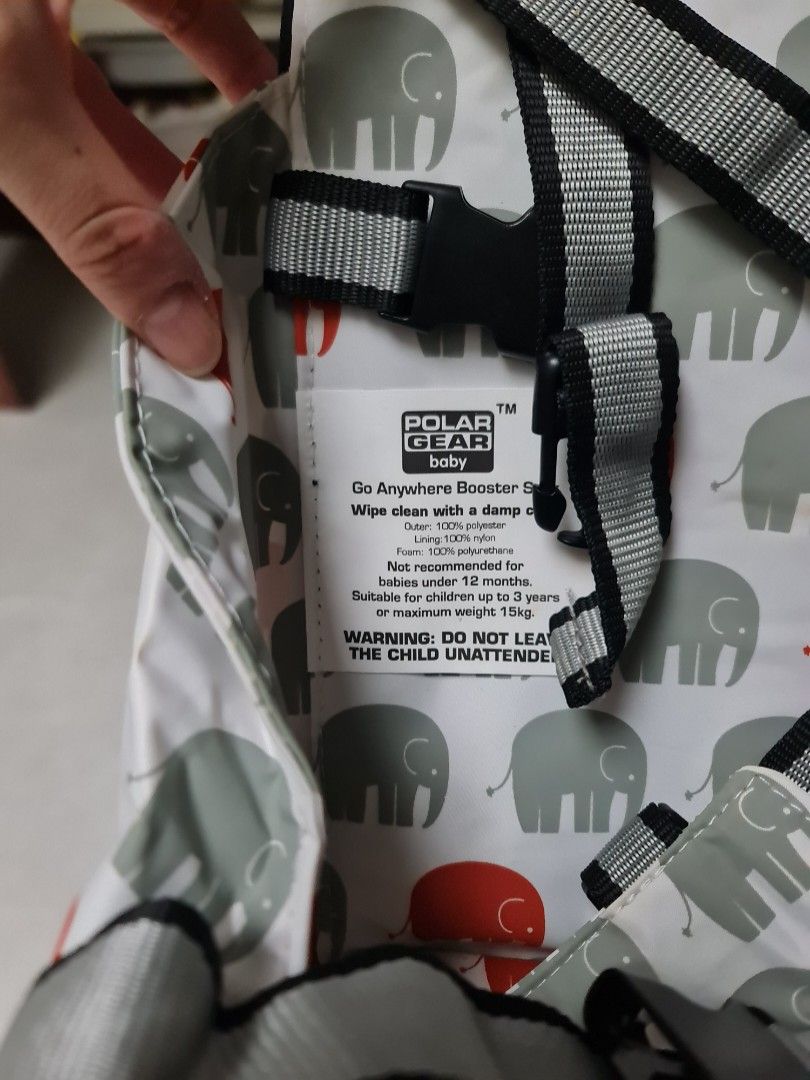 POLAR
GEAR
baby
TM
Go Anywhere Booster S
Wipe clean with a damp c
Outer: 100% polyester
Lining: 100% nylon
Foam: 100% polyurethane
Not recommended for
babies under 12 months.
Suitable for children up to 3 years
or maximum weight 15kg.
WARNING: DO NOT LEA
THE CHILD UNATTENDE